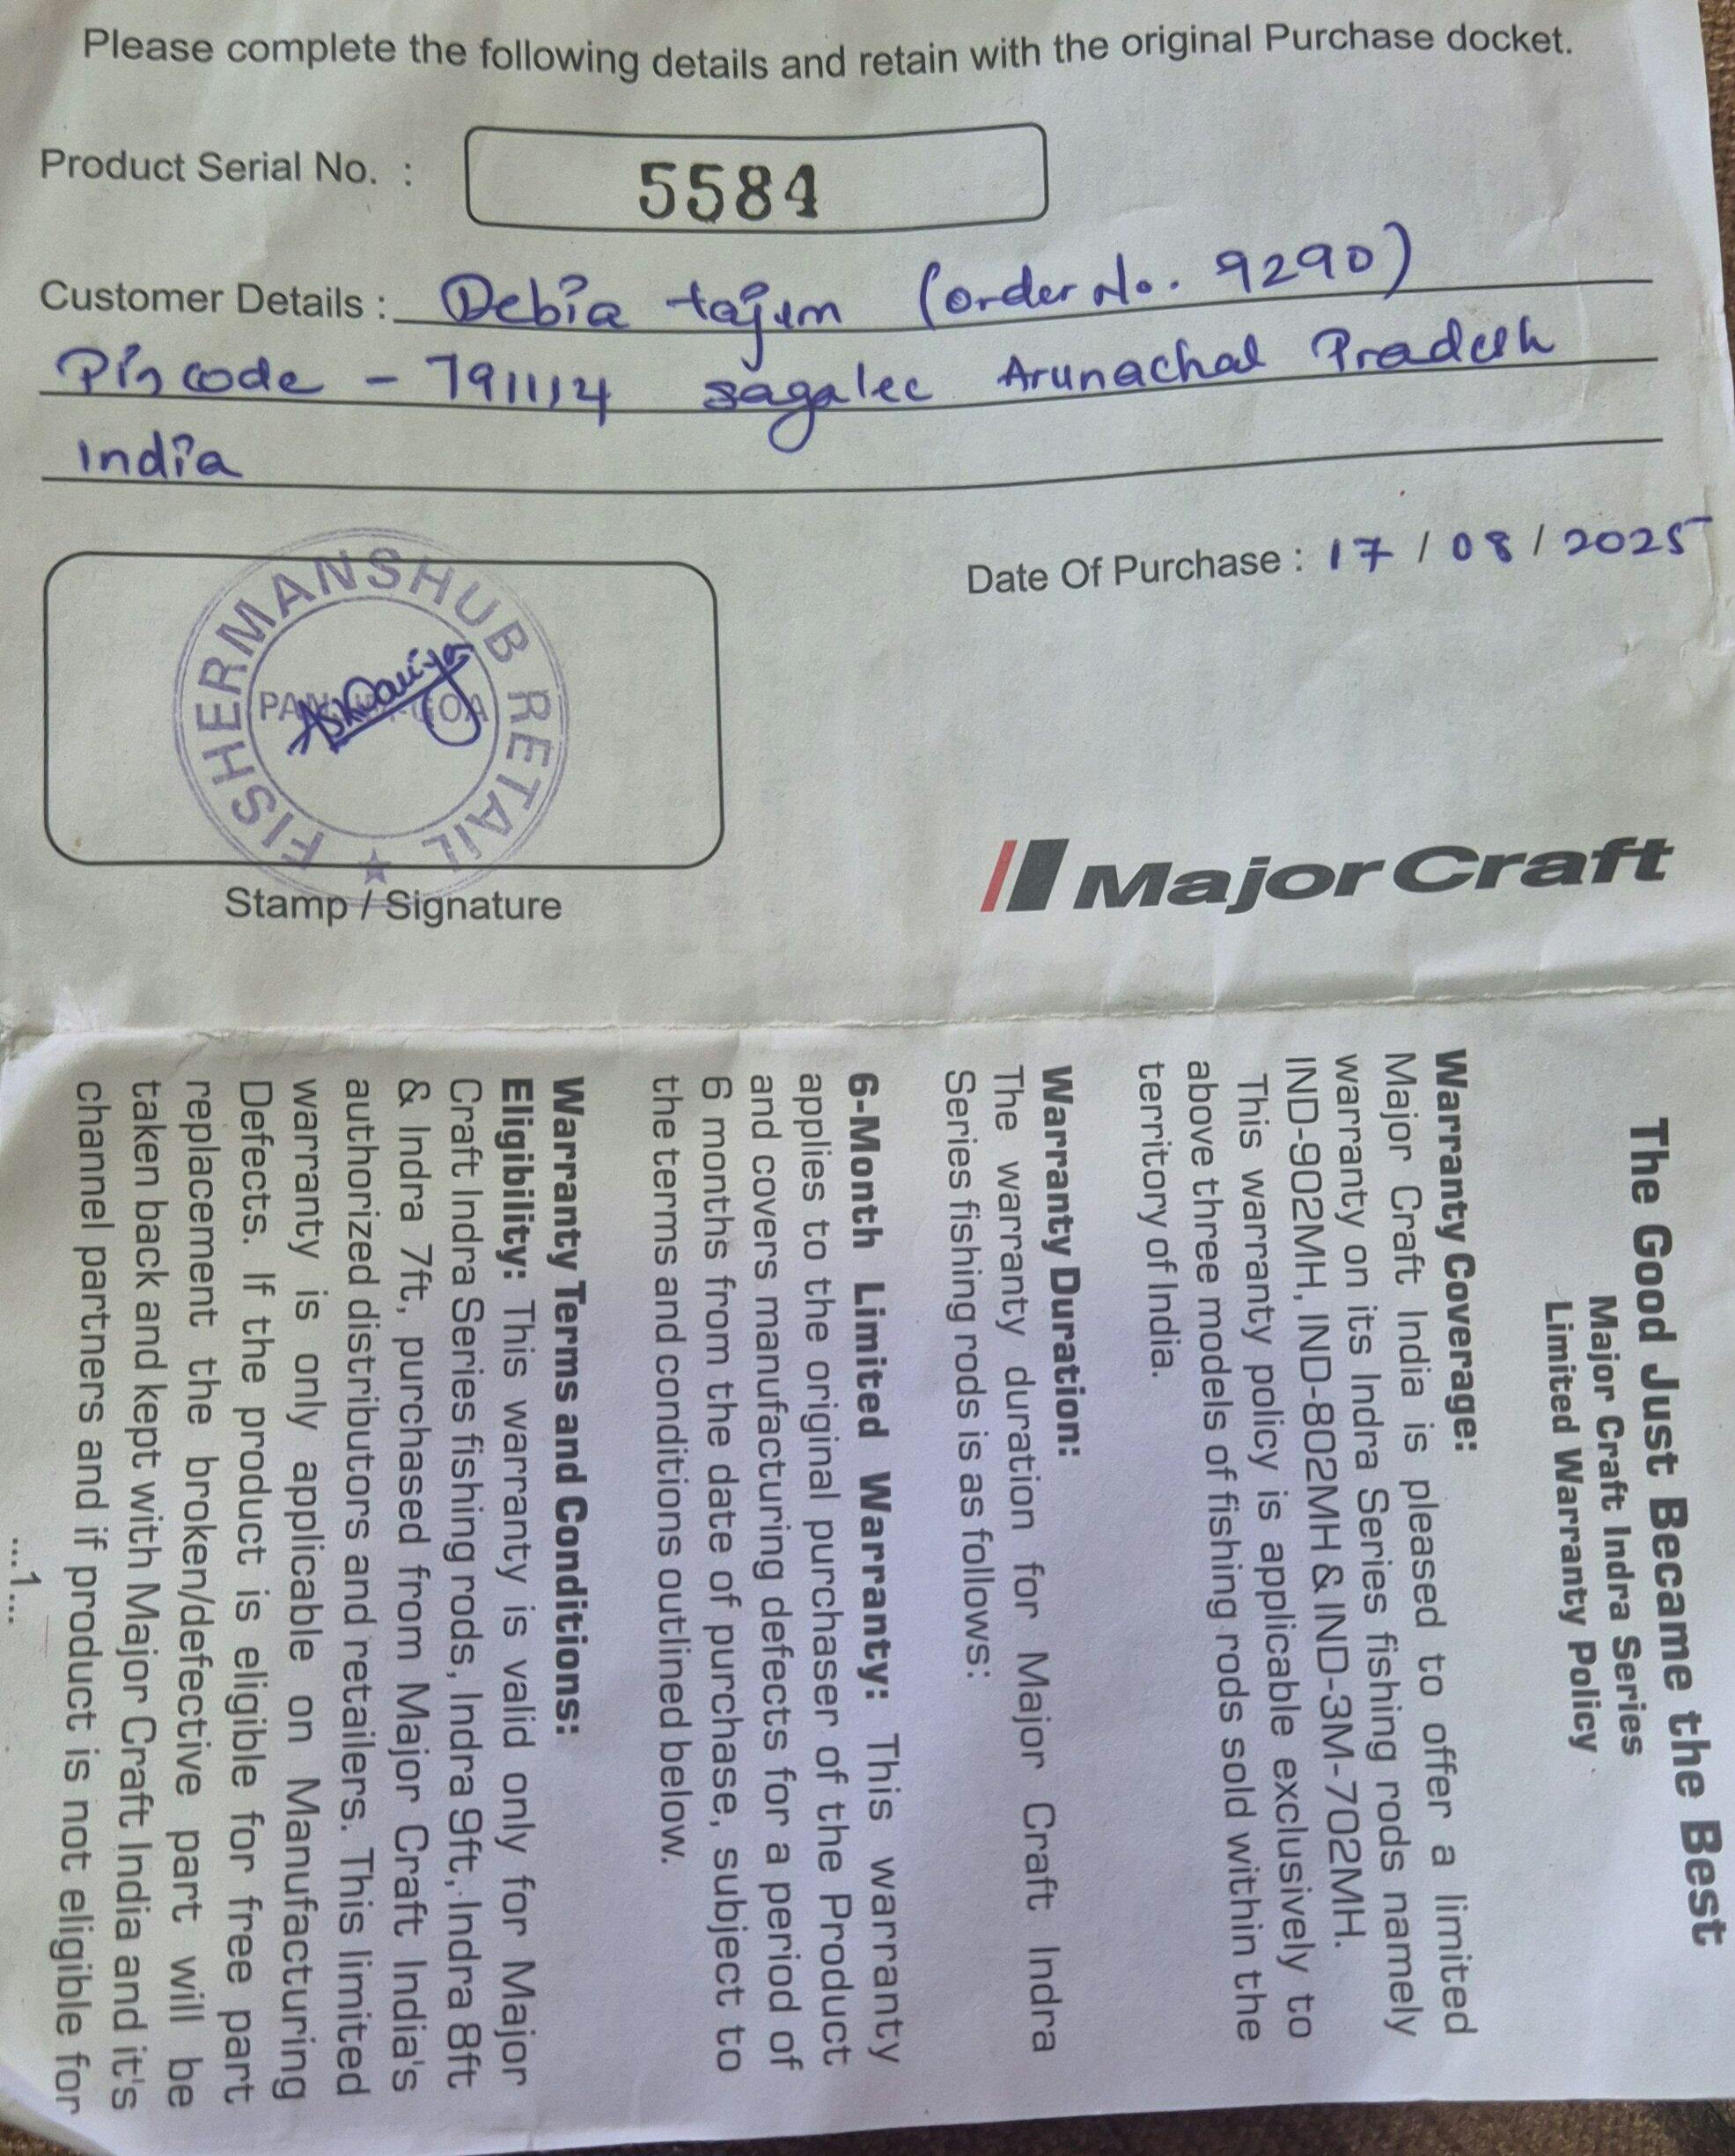 Please complete the following details and retain with the original Purchase docket.
Product Serial No. : 5584
Customer Details : Debia tajum (order No. 9290)
Pin code - 791114 sagalee Arunachal Pradesh
India
Date Of Purchase : 17 / 08 / 2025
FISHERMANSHUB RETAIL
GOA
Stamp / Signature
Major Craft
The Good Just Became the Best
Major Craft Indra Series
Limited Warranty Policy
Warranty Coverage:
Major Craft India is pleased to offer a limited
warranty on its Indra Series fishing rods namely
IND-902MH, IND-802MH & IND-3M-702MH.
This warranty policy is applicable exclusively to
above three models of fishing rods sold within the
territory of India.
Warranty Duration:
The warranty duration for Major Craft Indra
Series fishing rods is as follows:
6-Month Limited Warranty: This warranty
applies to the original purchaser of the Product
and covers manufacturing defects for a period of
6 months from the date of purchase, subject to
the terms and conditions outlined below.
Warranty Terms and Conditions:
Eligibility: This warranty is valid only for Major
Craft Indra Series fishing rods, Indra 9ft, Indra 8ft
& Indra 7ft, purchased from Major Craft India's
authorized distributors and retailers. This limited
warranty is only applicable on Manufacturing
Defects. If the product is eligible for free part
replacement the broken/defective part will be
taken back and kept with Major Craft India and it's
channel partners and if product is not eligible for
...1...